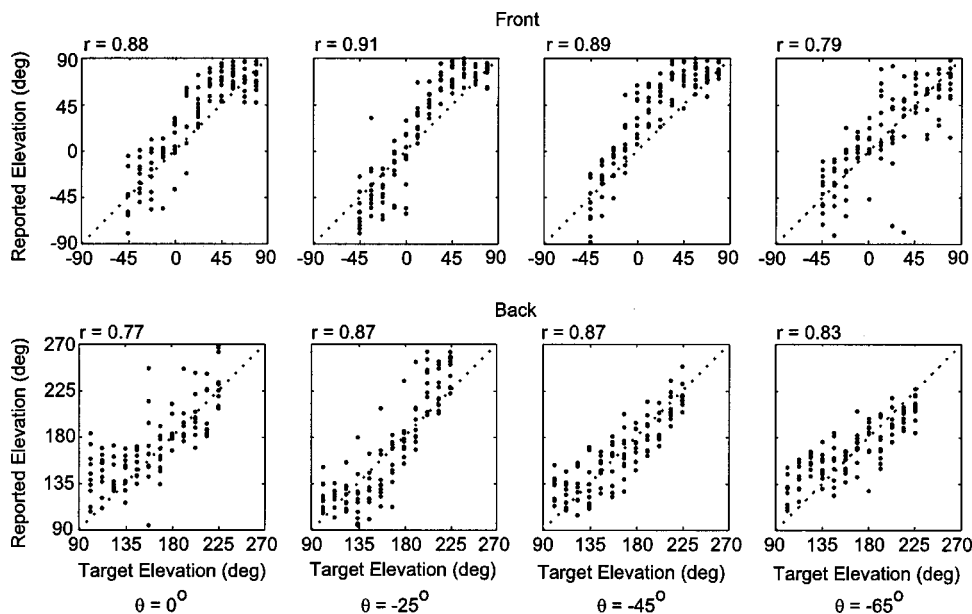 Front
r = 0.88 r = 0.91 r = 0.89 r = 0.79
Reported Elevation (deg)
90
45
0
-45
-90
-90 -45 0 45 90 -90 -45 0 45 90 -90 -45 0 45 90 -90 -45 0 45 90
Back
r = 0.77 r = 0.87 r = 0.87 r = 0.83
Reported Elevation (deg)
270
225
180
135
90
90 135 180 225 270 90 135 180 225 270 90 135 180 225 270 90 135 180 225 270
Target Elevation (deg) Target Elevation (deg) Target Elevation (deg) Target Elevation (deg)
θ = 0° θ = -25° θ = -45° θ = -65°